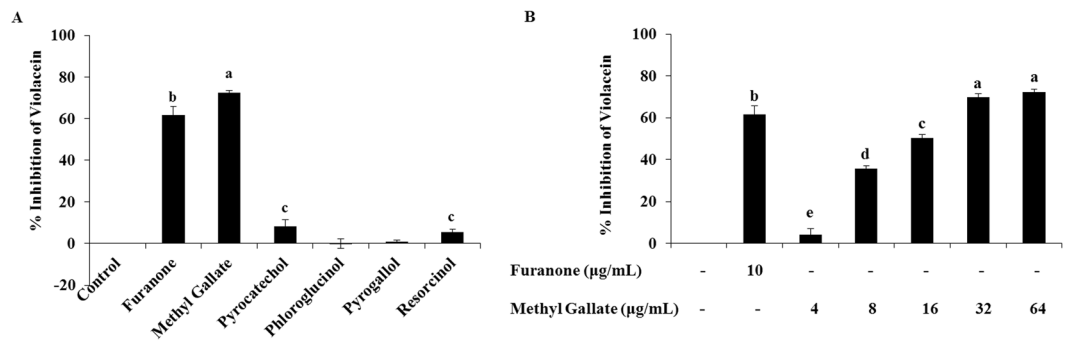 A
% Inhibition of Violacein
100
80
60
40
20
0
-20
b
a
c
c
Control
Furanone
Methyl Gallate
Pyrocatechol
Phloroglucinol
Pyrogallol
Resorcinol
B
% Inhibition of Violacein
100
80
60
40
20
0
b
e
d
c
a
a
Furanone (µg/mL) - 10 - - - - -
Methyl Gallate (µg/mL) - - 4 8 16 32 64